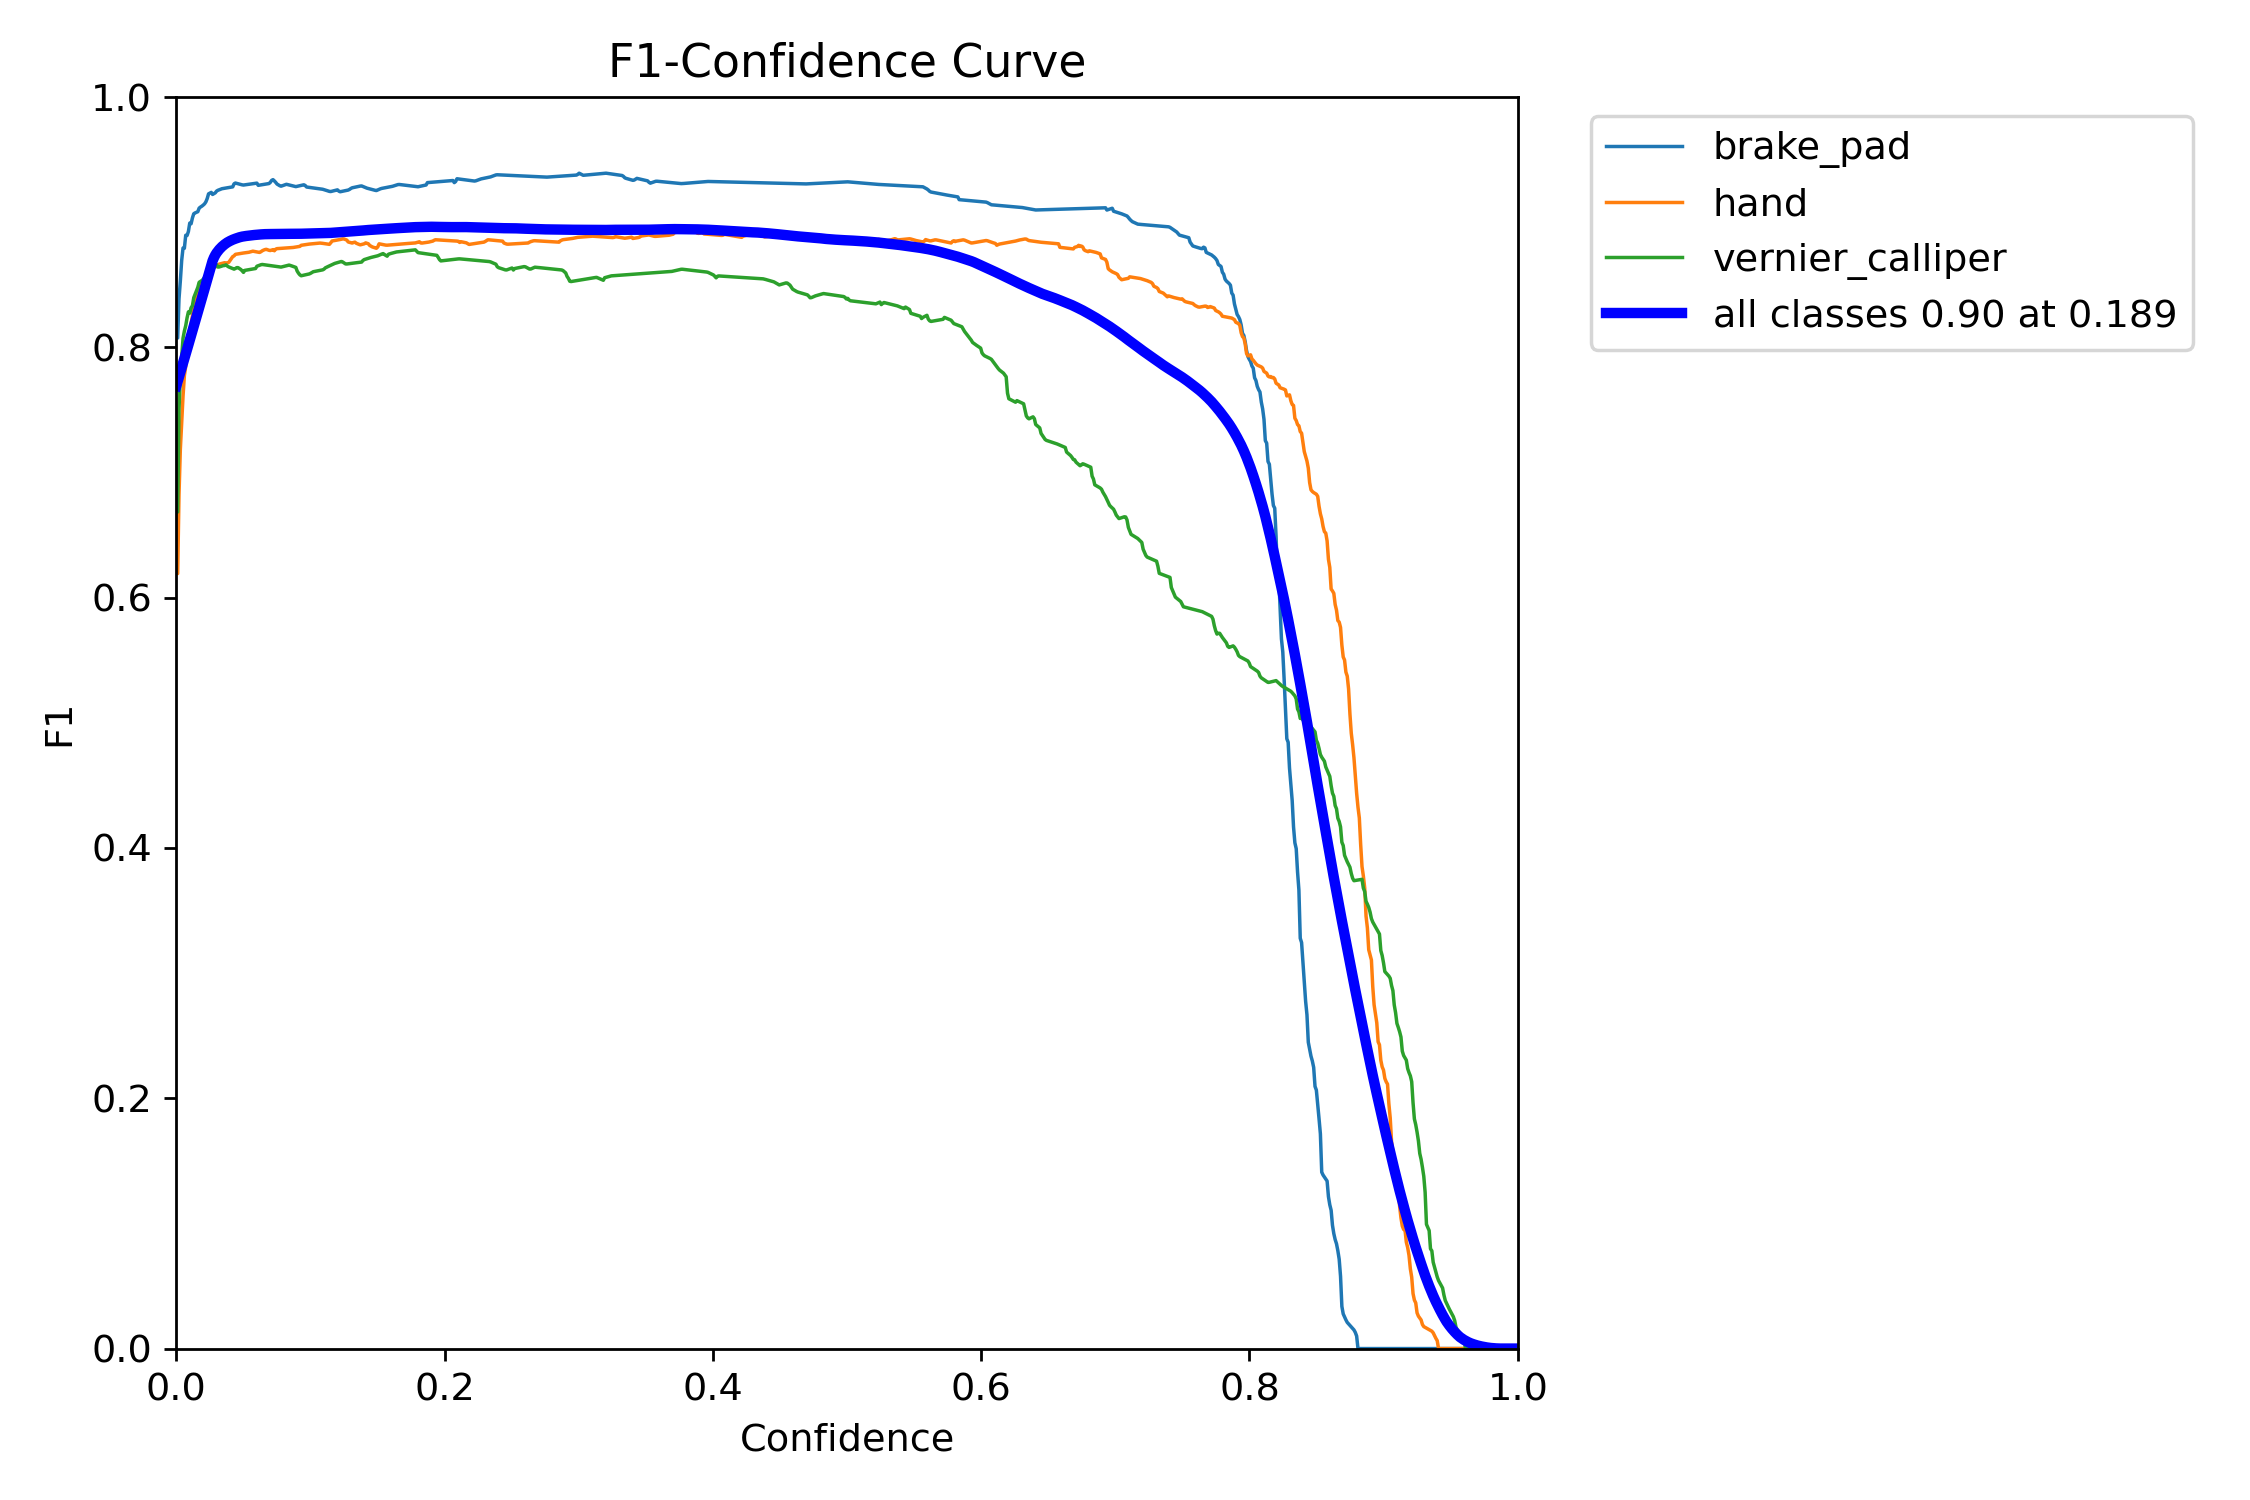 F1-Confidence Curve
brake_pad
hand
vernier_calliper
all classes 0.90 at 0.189
F1
1.0
0.8
0.6
0.4
0.2
0.0
0.0 0.2 0.4 0.6 0.8 1.0
Confidence